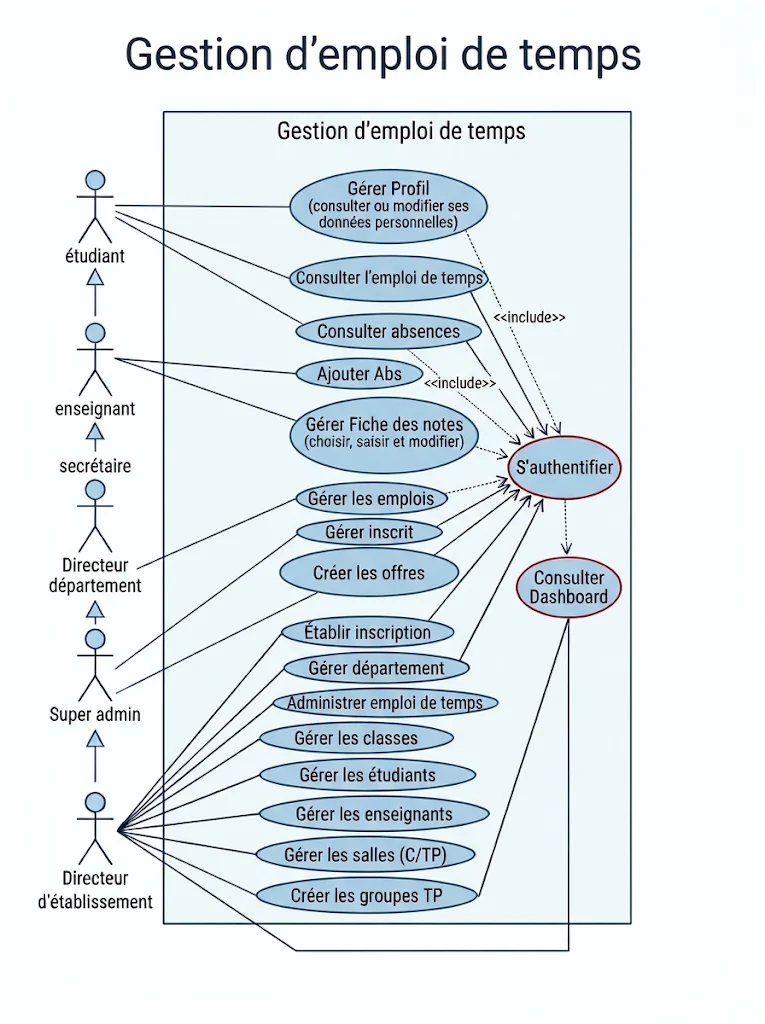 Gestion d’emploi de temps
Gestion d’emploi de temps
étudiant
enseignant
secrétaire
Directeur
département
Super admin
Directeur
d'établissement
Gérer Profil
(consulter ou modifier ses
données personnelles)
Consulter l’emploi de temps
<<include>>
Consulter absences
Ajouter Abs
<<include>>
Gérer Fiche des notes
(choisir, saisir et modifier)
S'authentifier
Gérer les emplois
Gérer inscrit
Créer les offres
Consulter
Dashboard
Établir inscription
Gérer département
Administrer emploi de temps
Gérer les classes
Gérer les étudiants
Gérer les enseignants
Gérer les salles (C/TP)
Créer les groupes TP